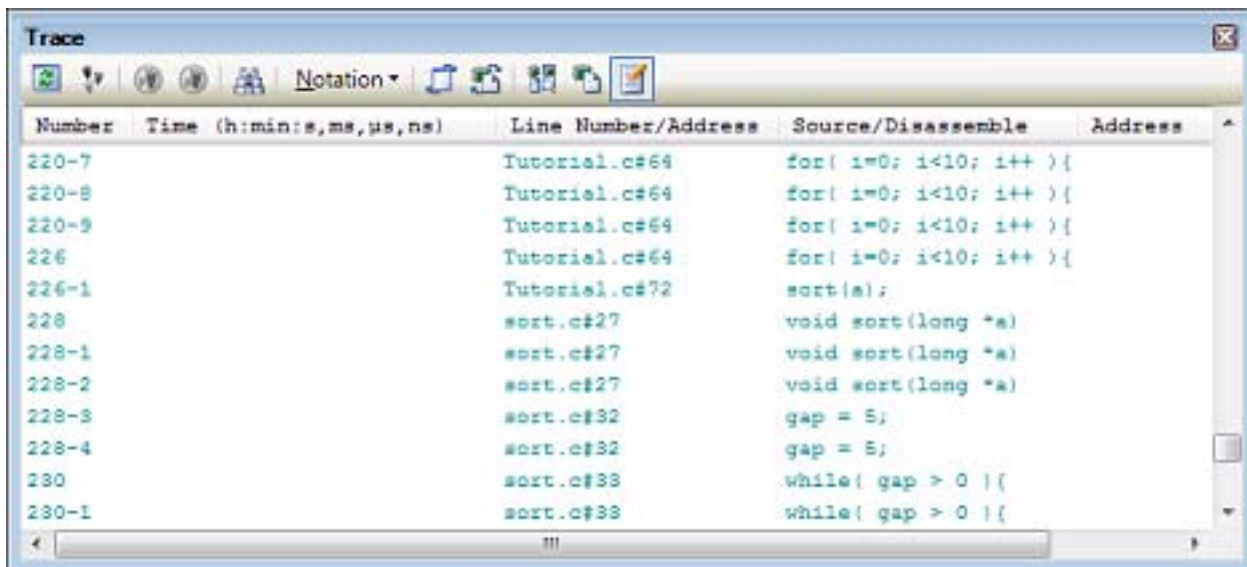 Trace
Notation
Number Time (h:min:s,ms,µs,ns) Line Number/Address Source/Disassemble Address
220-7 Tutorial.c#64 for( i=0; i<10; i++ ){
220-8 Tutorial.c#64 for( i=0; i<10; i++ ){
220-9 Tutorial.c#64 for( i=0; i<10; i++ ){
226 Tutorial.c#64 for( i=0; i<10; i++ ){
226-1 Tutorial.c#72 sort(a);
228 sort.c#27 void sort(long *a)
228-1 sort.c#27 void sort(long *a)
228-2 sort.c#27 void sort(long *a)
228-3 sort.c#32 gap = 5;
228-4 sort.c#32 gap = 5;
230 sort.c#33 while( gap > 0 ){
230-1 sort.c#33 while( gap > 0 ){